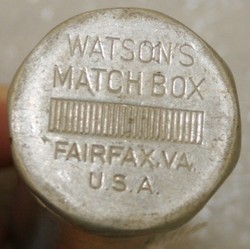 WATSON'S
MATCH BOX
FAIRFAX.VA.
U.S.A.